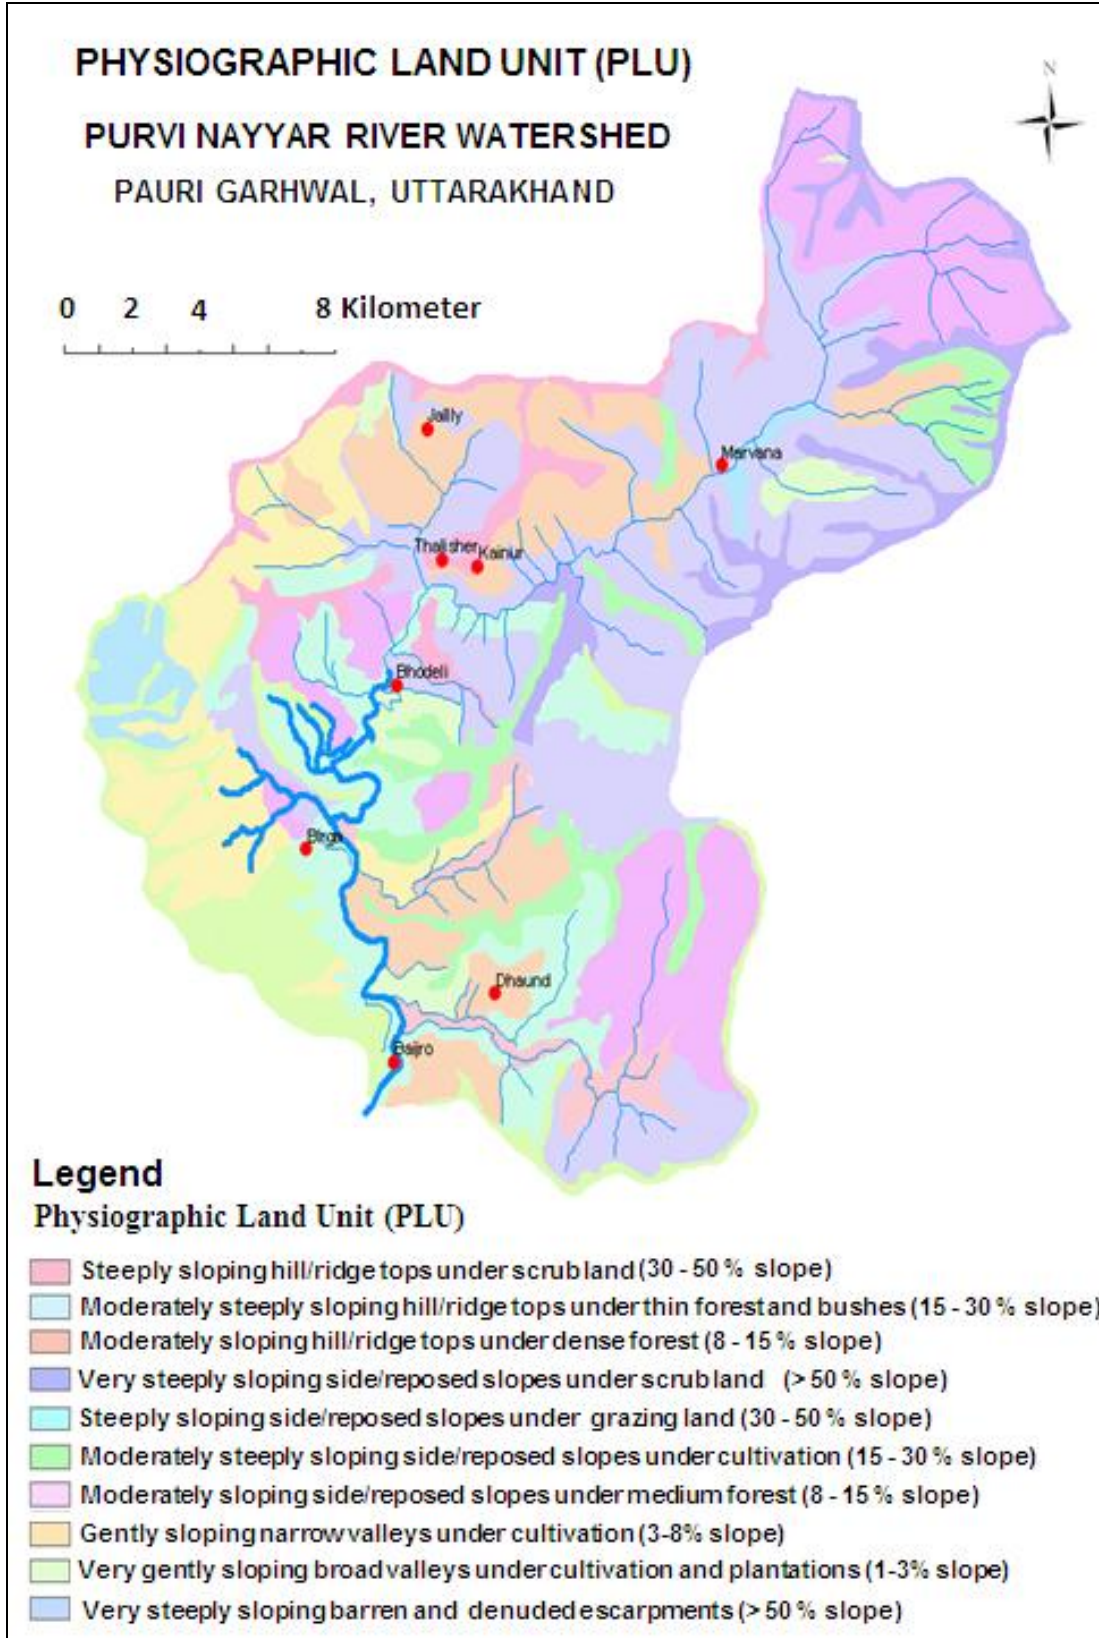 PHYSIOGRAPHIC LAND UNIT (PLU)
PURVI NAYYAR RIVER WATERSHED
PAURI GARHWAL, UTTARAKHAND
N
0 2 4 8 Kilometer
Jallly
Marvana
Thalisher
Kainur
Bhodeli
Birga
Dhaund
Baijro
Legend
Physiographic Land Unit (PLU)
Steeply sloping hill/ridge tops under scrub land (30 - 50 % slope)
Moderately steeply sloping hill/ridge tops under thin forest and bushes (15 - 30 % slope)
Moderately sloping hill/ridge tops under dense forest (8 - 15 % slope)
Very steeply sloping side/reposed slopes under scrub land (> 50 % slope)
Steeply sloping side/reposed slopes under grazing land (30 - 50 % slope)
Moderately steeply sloping side/reposed slopes under cultivation (15 - 30 % slope)
Moderately sloping side/reposed slopes under medium forest (8 - 15 % slope)
Gently sloping narrow valleys under cultivation (3-8% slope)
Very gently sloping broad valleys under cultivation and plantations (1-3% slope)
Very steeply sloping barren and denuded escarpments (> 50 % slope)